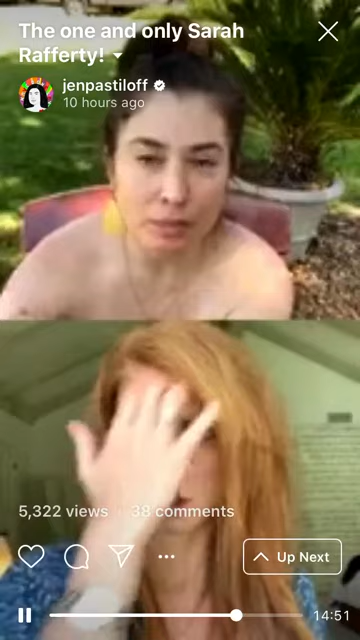 The one and only Sarah
Rafferty!
jenpastiloff
10 hours ago
5,322 views
38 comments
Up Next
14:51